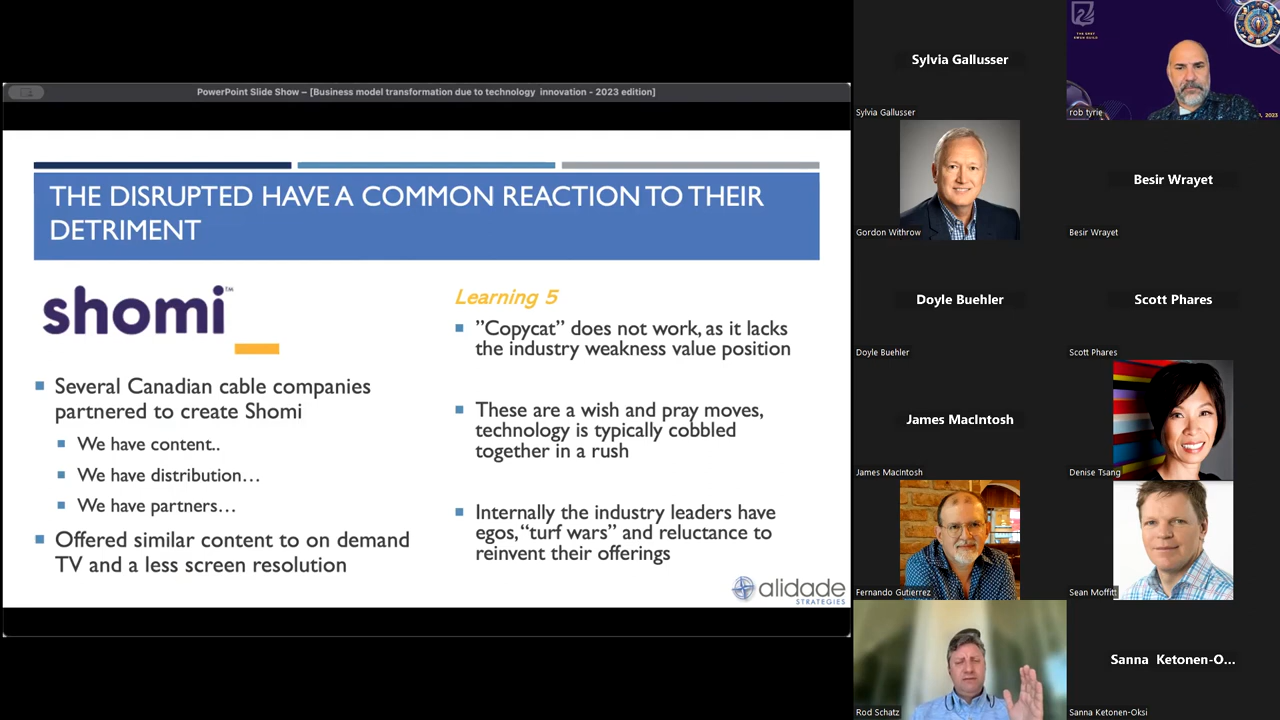 PowerPoint Slide Show – [Business model transformation due to technology innovation - 2023 edition]
THE DISRUPTED HAVE A COMMON REACTION TO THEIR
DETRIMENT
shomi™
Several Canadian cable companies
partnered to create Shomi
We have content..
We have distribution…
We have partners…
Offered similar content to on demand
TV and a less screen resolution
Learning 5
”Copycat” does not work, as it lacks
the industry weakness value position
These are a wish and pray moves,
technology is typically cobbled
together in a rush
Internally the industry leaders have
egos, “turf wars” and reluctance to
reinvent their offerings
alidade
STRATEGIES
Sylvia Gallusser
Sylvia Gallusser
rob tyrie
, 2023
Gordon Withrow
Besir Wrayet
Besir Wrayet
Doyle Buehler
Doyle Buehler
Scott Phares
Scott Phares
James MacIntosh
James MacIntosh
Denise Tsang
Fernando Gutierrez
Sean Moffitt
Rod Schatz
Sanna Ketonen-O...
Sanna Ketonen-Oksi